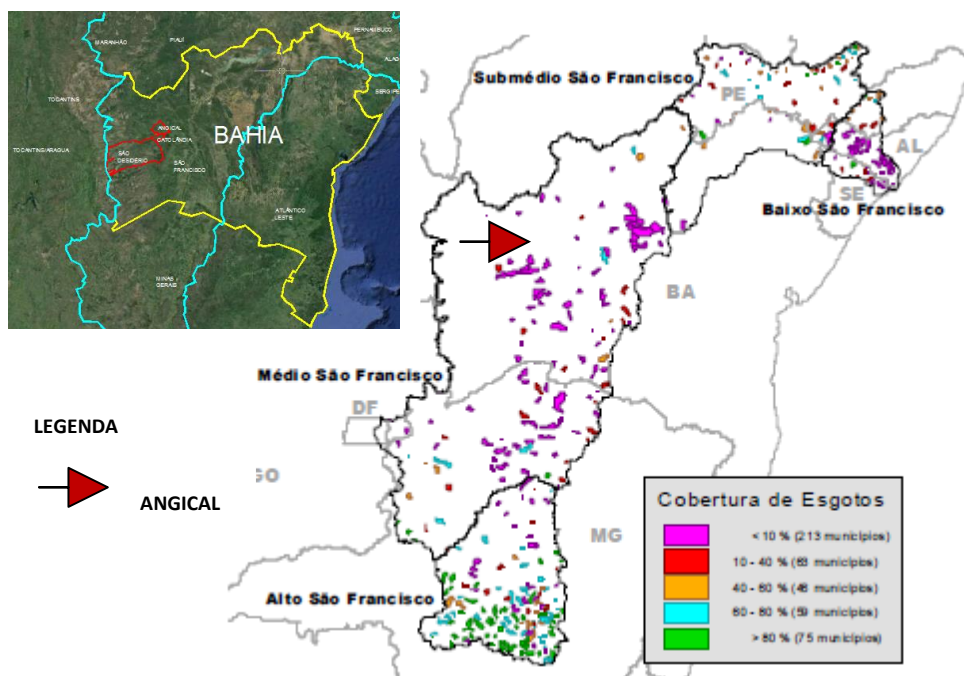 MARANHÃO
PIAUÍ
PERNAMBUCO
ALAG
SERGIPE
TOCANTINS
ANGICAL
BAHIA
CATOLÂNDIA
TOCANTINS/ARAGUAIA
SÃO
DESIDÉRIO
SÃO
FRANCISCO
ATLÂNTICO
LESTE
MINAS
GERAIS
Submédio São Francisco
PE
AL
SE
Baixo São Francisco
BA
Médio São Francisco
DF
GO
MG
Alto São Francisco
LEGENDA
ANGICAL
Cobertura de Esgotos
< 10 % (213 municípios)
10 - 40 % (63 municípios)
40 - 60 % (46 municípios)
60 - 80 % (59 municípios)
> 80 % (75 municípios)